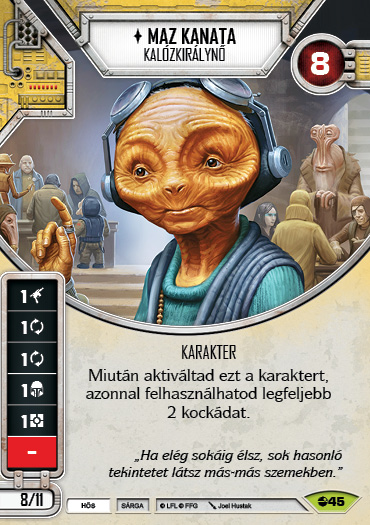 MAZ KANATA
KALÓZKIRÁLYNŐ
8
1
1
1
1
1
–
8/11
KARAKTER
Miután aktiváltad ezt a karaktert,
azonnal felhasználhatod legfeljebb
2 kockádat.
„Ha elég sokáig élsz, sok hasonló
tekintetet látsz más-más szemekben.”
HŐS
SÁRGA
© LFL © FFG
Joel Hustak
45